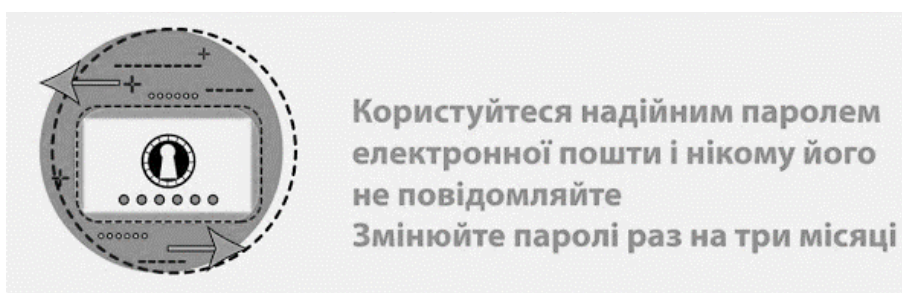 Користуйтеся надійним паролем
електронної пошти і нікому його
не повідомляйте
Змінюйте паролі раз на три місяці